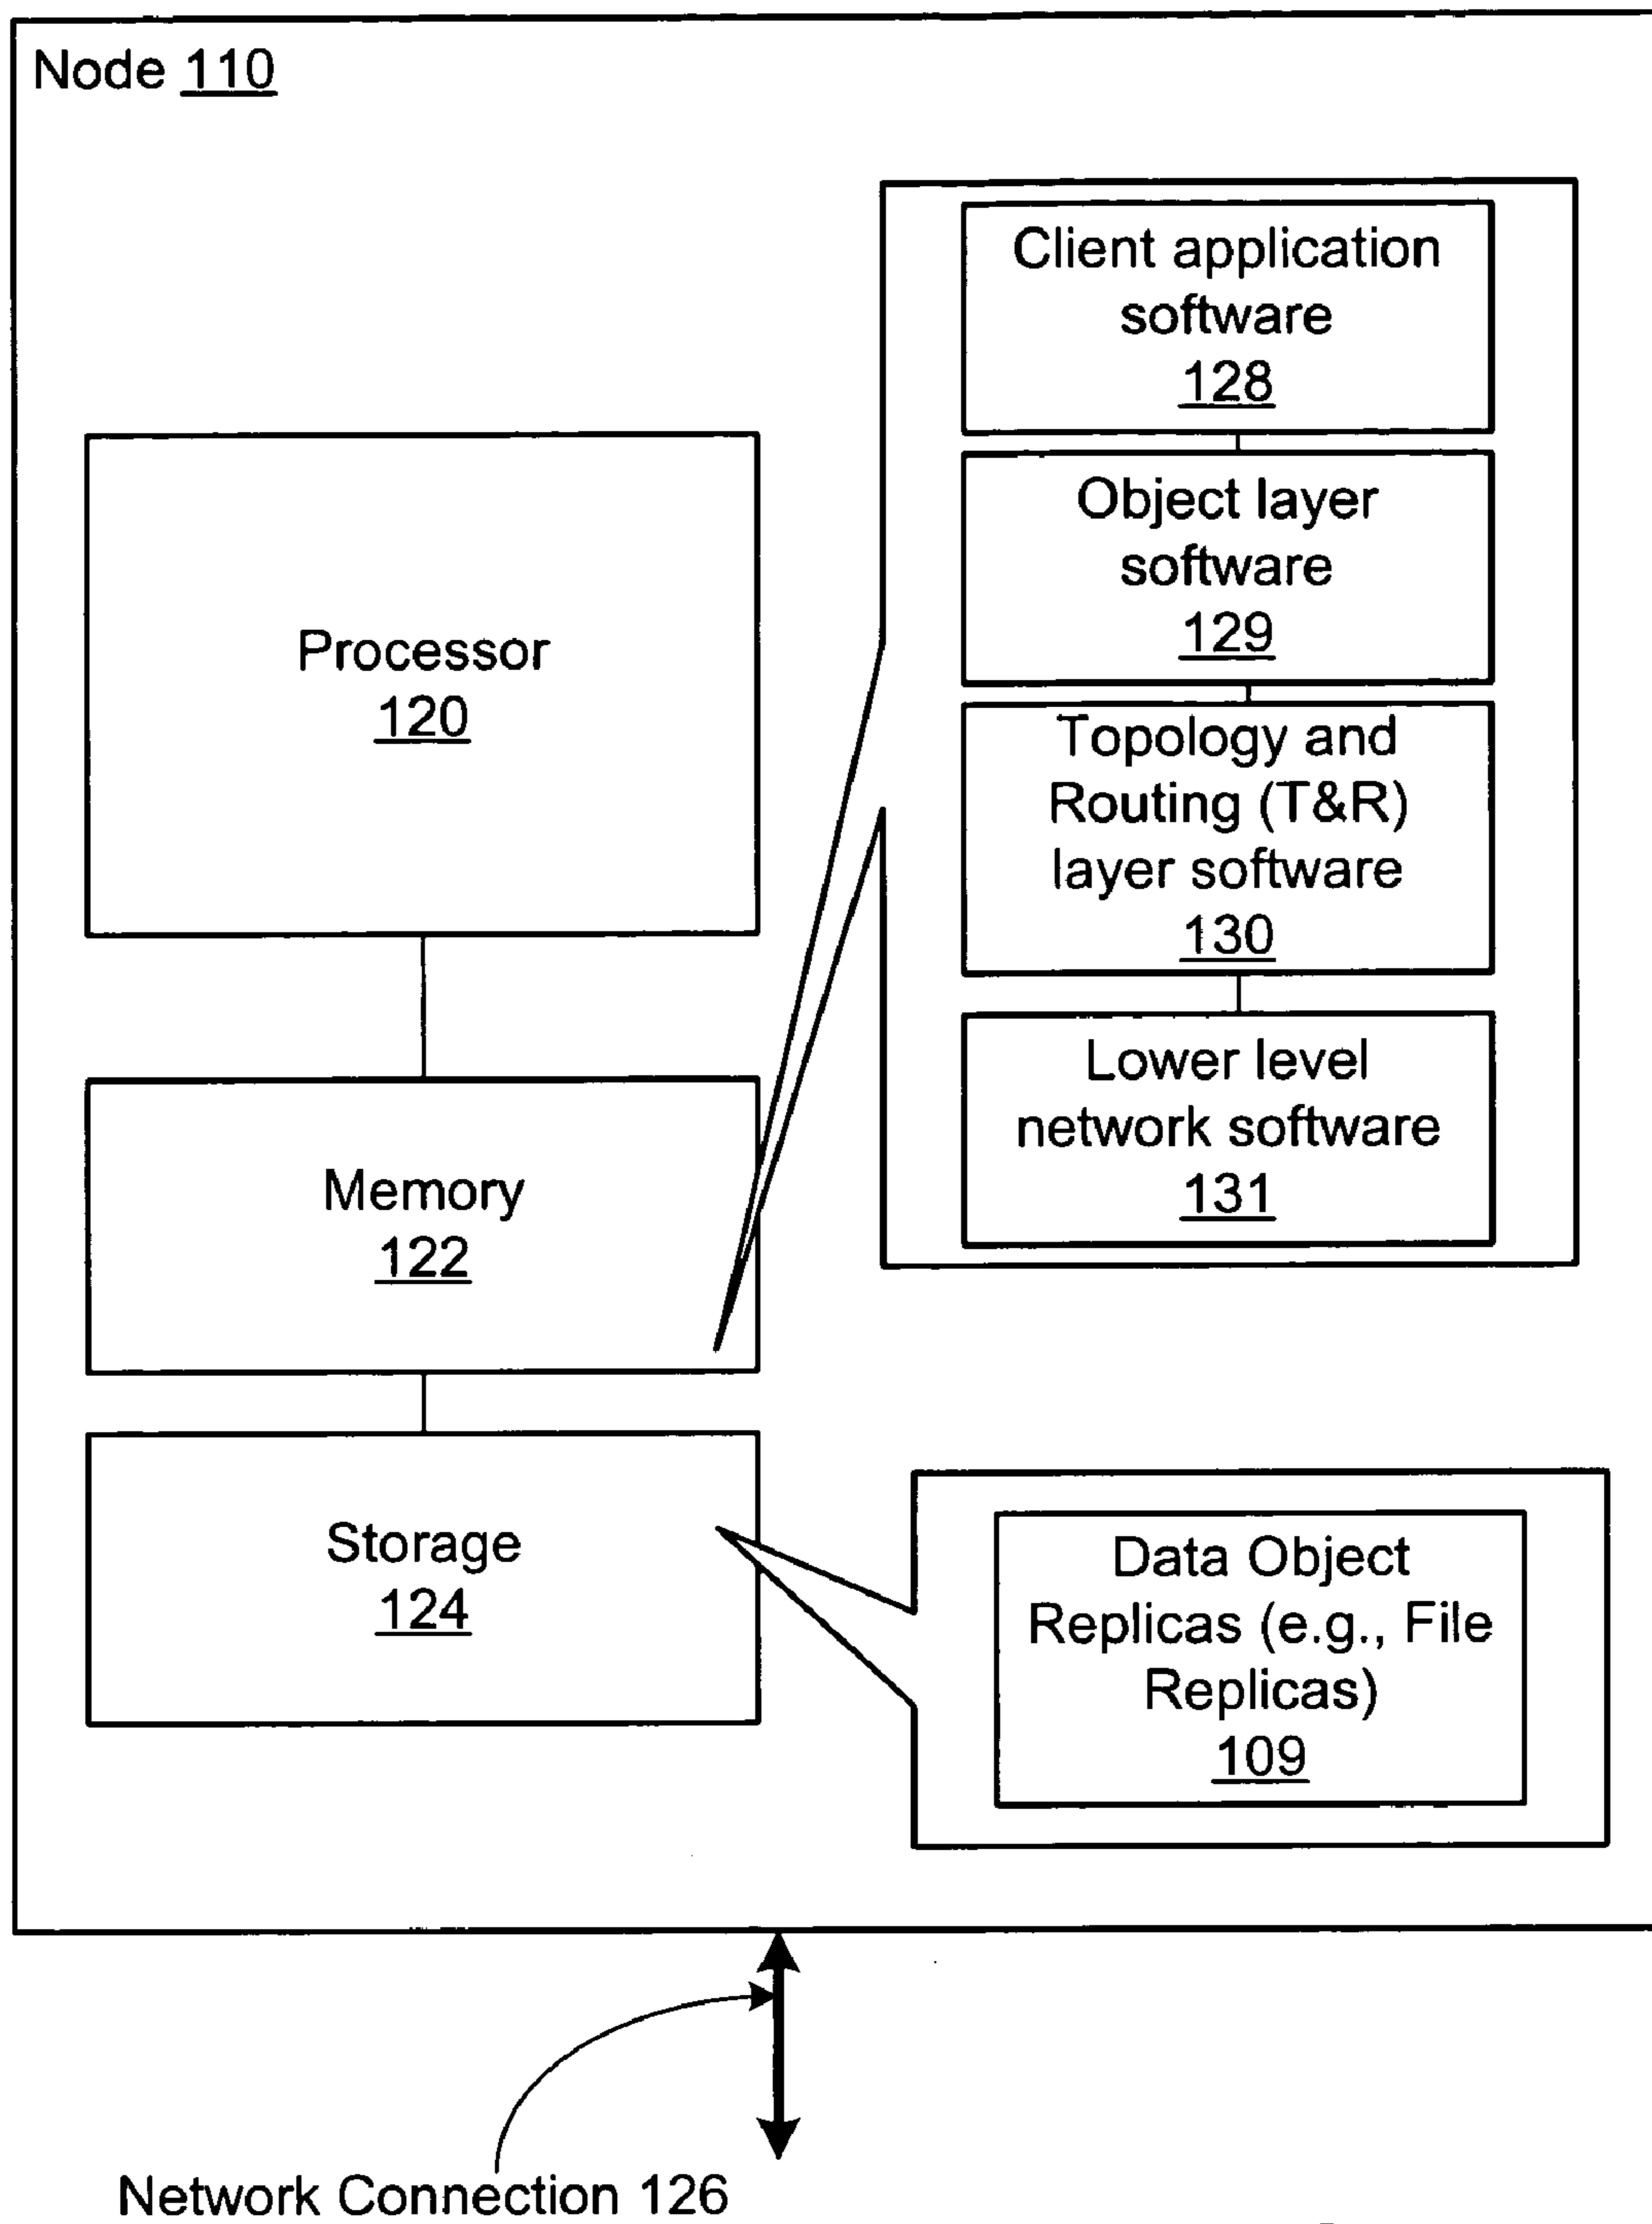 Node 110
Client application
software
128
Object layer
software
129
Topology and
Routing (T&R)
layer software
130
Lower level
network software
131
Processor
120
Memory
122
Storage
124
Data Object
Replicas (e.g., File
Replicas)
109
Network Connection 126